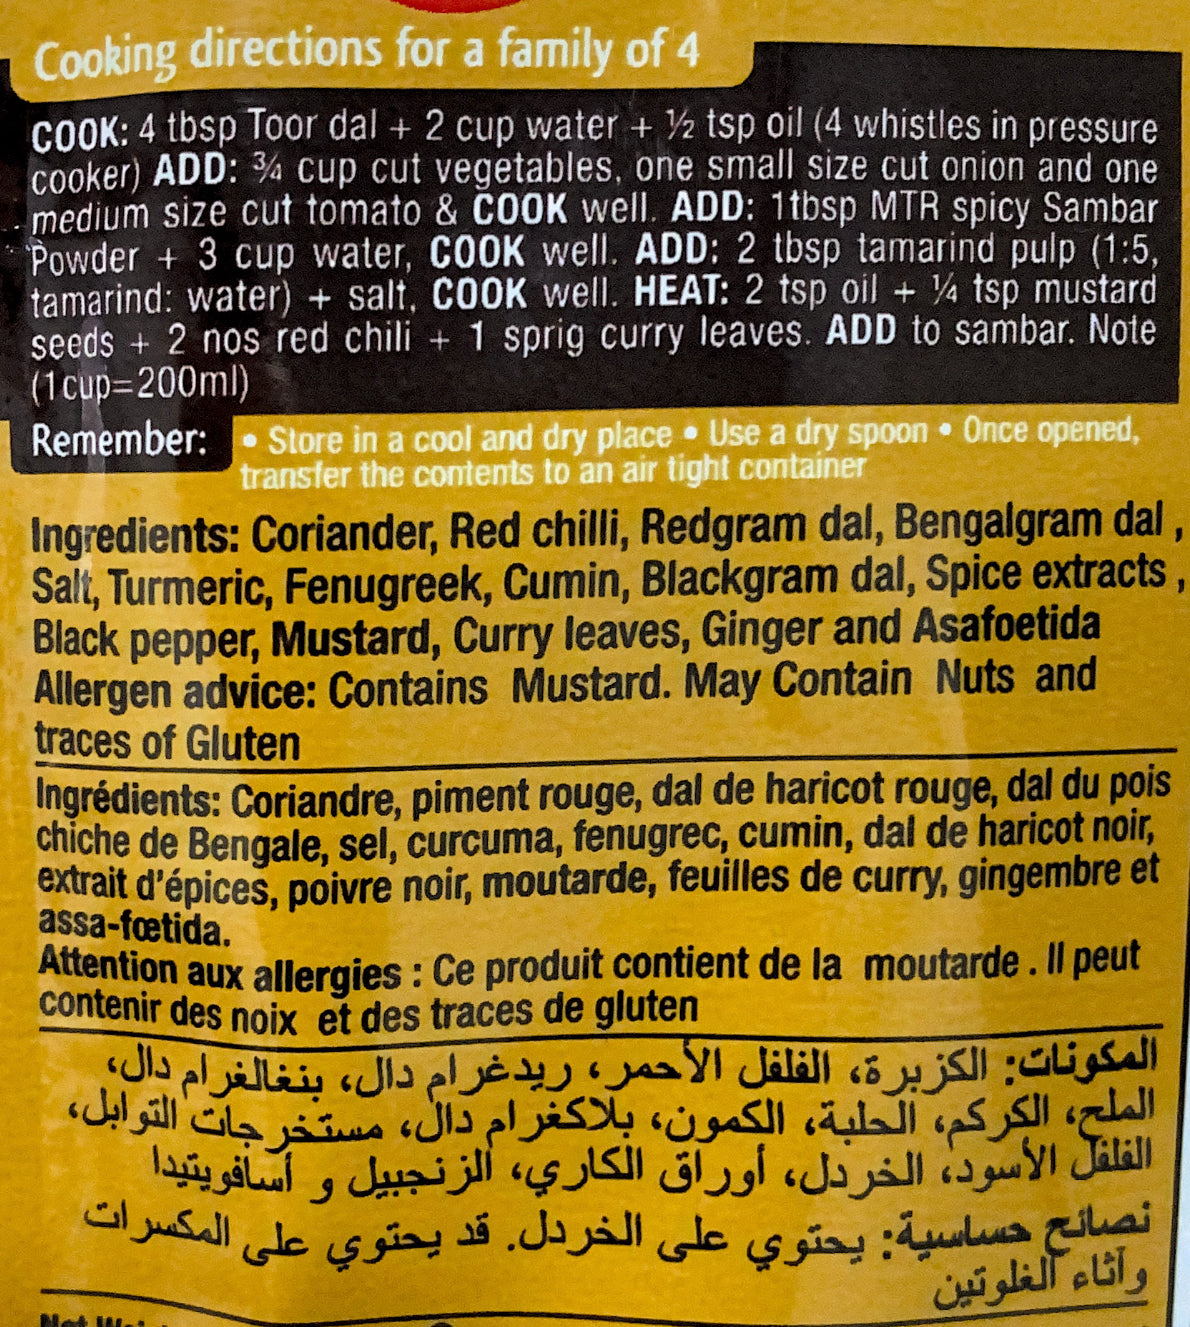 Cooking directions for a family of 4
COOK: 4 tbsp Toor dal + 2 cup water + ½ tsp oil (4 whistles in pressure
cooker) ADD: ¾ cup cut vegetables, one small size cut onion and one
medium size cut tomato & COOK well. ADD: 1tbsp MTR spicy Sambar
Powder + 3 cup water, COOK well. ADD: 2 tbsp tamarind pulp (1:5,
tamarind: water) + salt, COOK well. HEAT: 2 tsp oil + ¼ tsp mustard
seeds + 2 nos red chili + 1 sprig curry leaves. ADD to sambar. Note
(1cup=200ml)
Remember: • Store in a cool and dry place • Use a dry spoon • Once opened,
transfer the contents to an air tight container
Ingredients: Coriander, Red chilli, Redgram dal, Bengalgram dal ,
Salt, Turmeric, Fenugreek, Cumin, Blackgram dal, Spice extracts ,
Black pepper, Mustard, Curry leaves, Ginger and Asafoetida
Allergen advice: Contains Mustard. May Contain Nuts and
traces of Gluten
Ingrédients: Coriandre, piment rouge, dal de haricot rouge, dal du pois
chiche de Bengale, sel, curcuma, fenugrec, cumin, dal de haricot noir,
extrait d'épices, poivre noir, moutarde, feuilles de curry, gingembre et
assa-fœtida.
Attention aux allergies : Ce produit contient de la moutarde . Il peut
contenir des noix et des traces de gluten
المكونات: الكزبرة، الفلفل الأحمر، ريدغرام دال، بنغالغرام دال،
الملح، الكركم، الحلبة، الكمون، بلاكغرام دال، مستخرجات التوابل،
الفلفل الأسود، الخردل، أوراق الكاري، الزنجبيل و أسافويتيدا
نصائح حساسية: يحتوي على الخردل. قد يحتوي على المكسرات
وآثاء الغلوتين